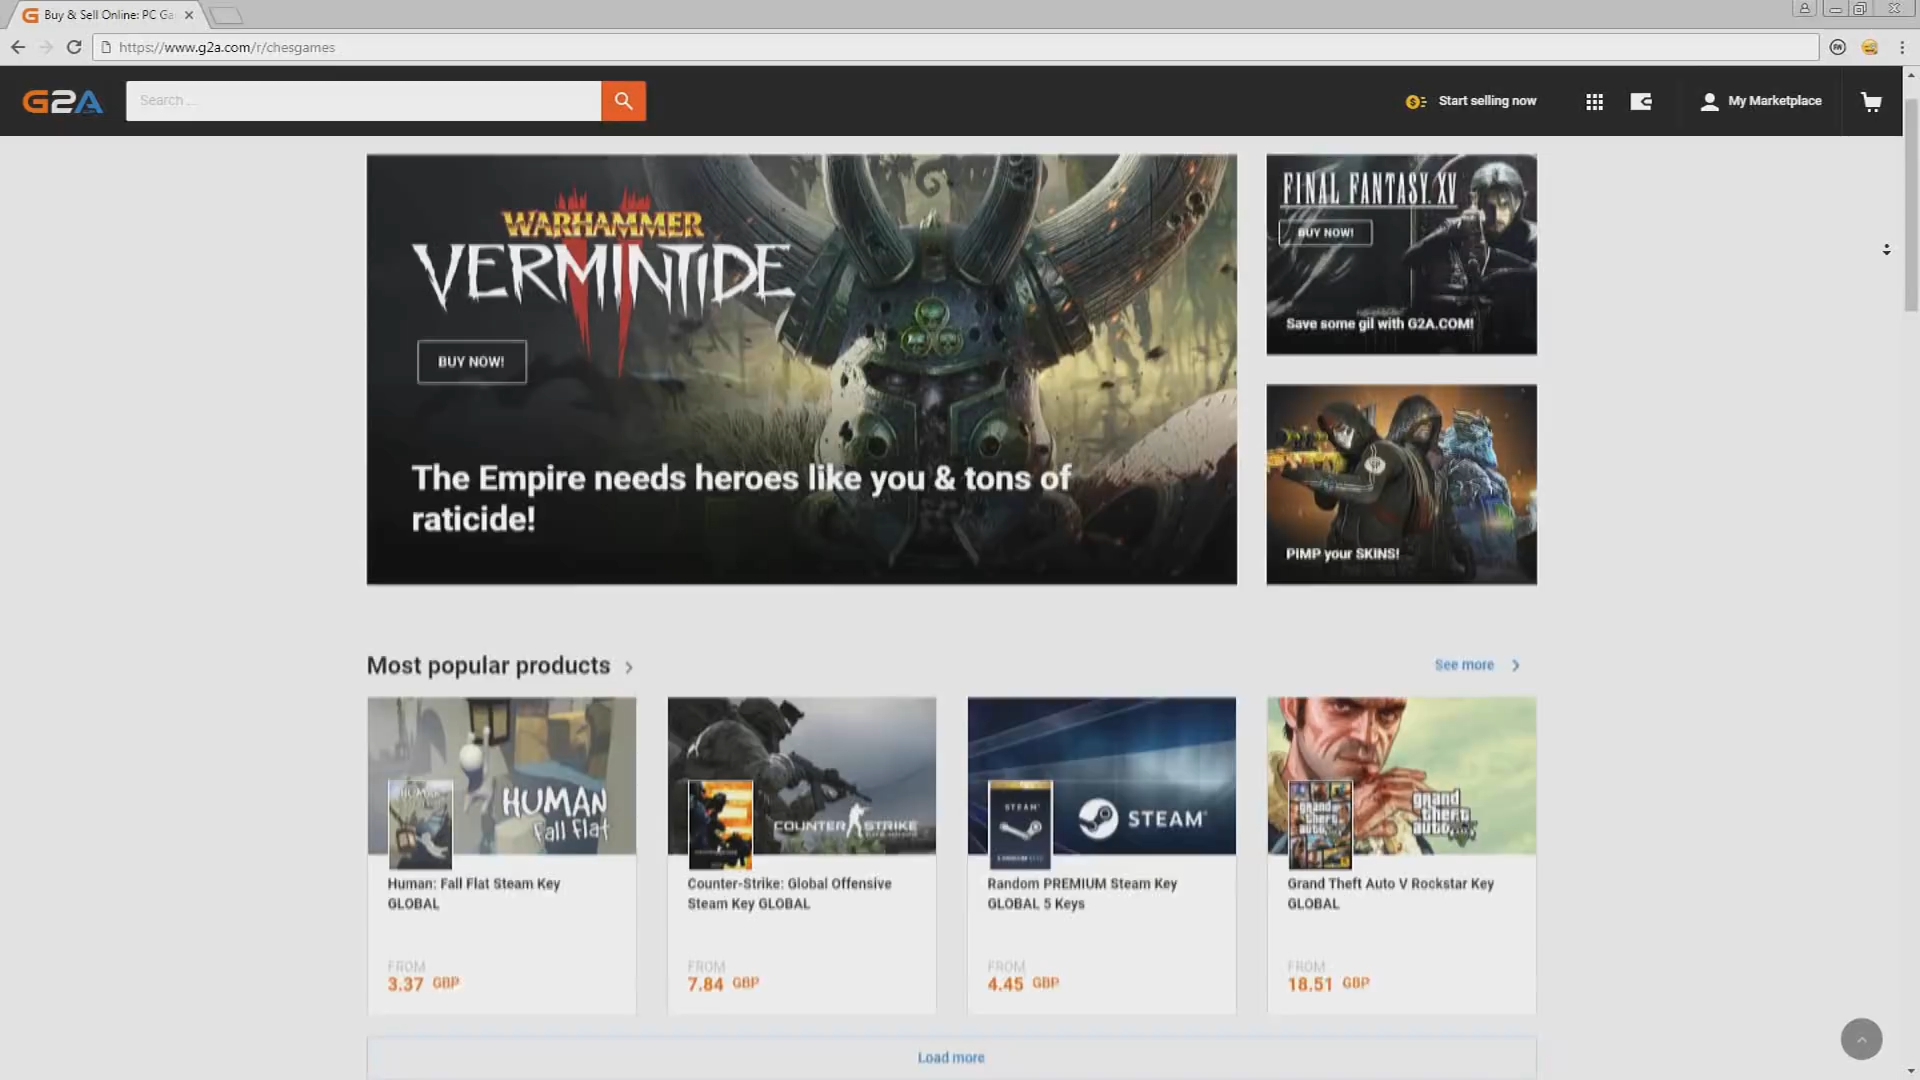 Buy & Sell Online: PC Ga
https://www.g2a.com/r/chesgames
G2A
Search ...
Start selling now
My Marketplace
WARHAMMER
VERMINTIDE
II
BUY NOW!
The Empire needs heroes like you & tons of
raticide!
FINAL FANTASY XV
BUY NOW!
Save some gil with G2A.COM!
PIMP your SKINS!
Most popular products
See more
HUMAN
Fall Flat
COUNTER STRIKE
STEAM
STEAM
grand
theft
auto
Human: Fall Flat Steam Key
GLOBAL
Counter-Strike: Global Offensive
Steam Key GLOBAL
Random PREMIUM Steam Key
GLOBAL 5 Keys
Grand Theft Auto V Rockstar Key
GLOBAL
FROM
3.37 GBP
FROM
7.84 GBP
FROM
4.45 GBP
FROM
18.51 GBP
Load more